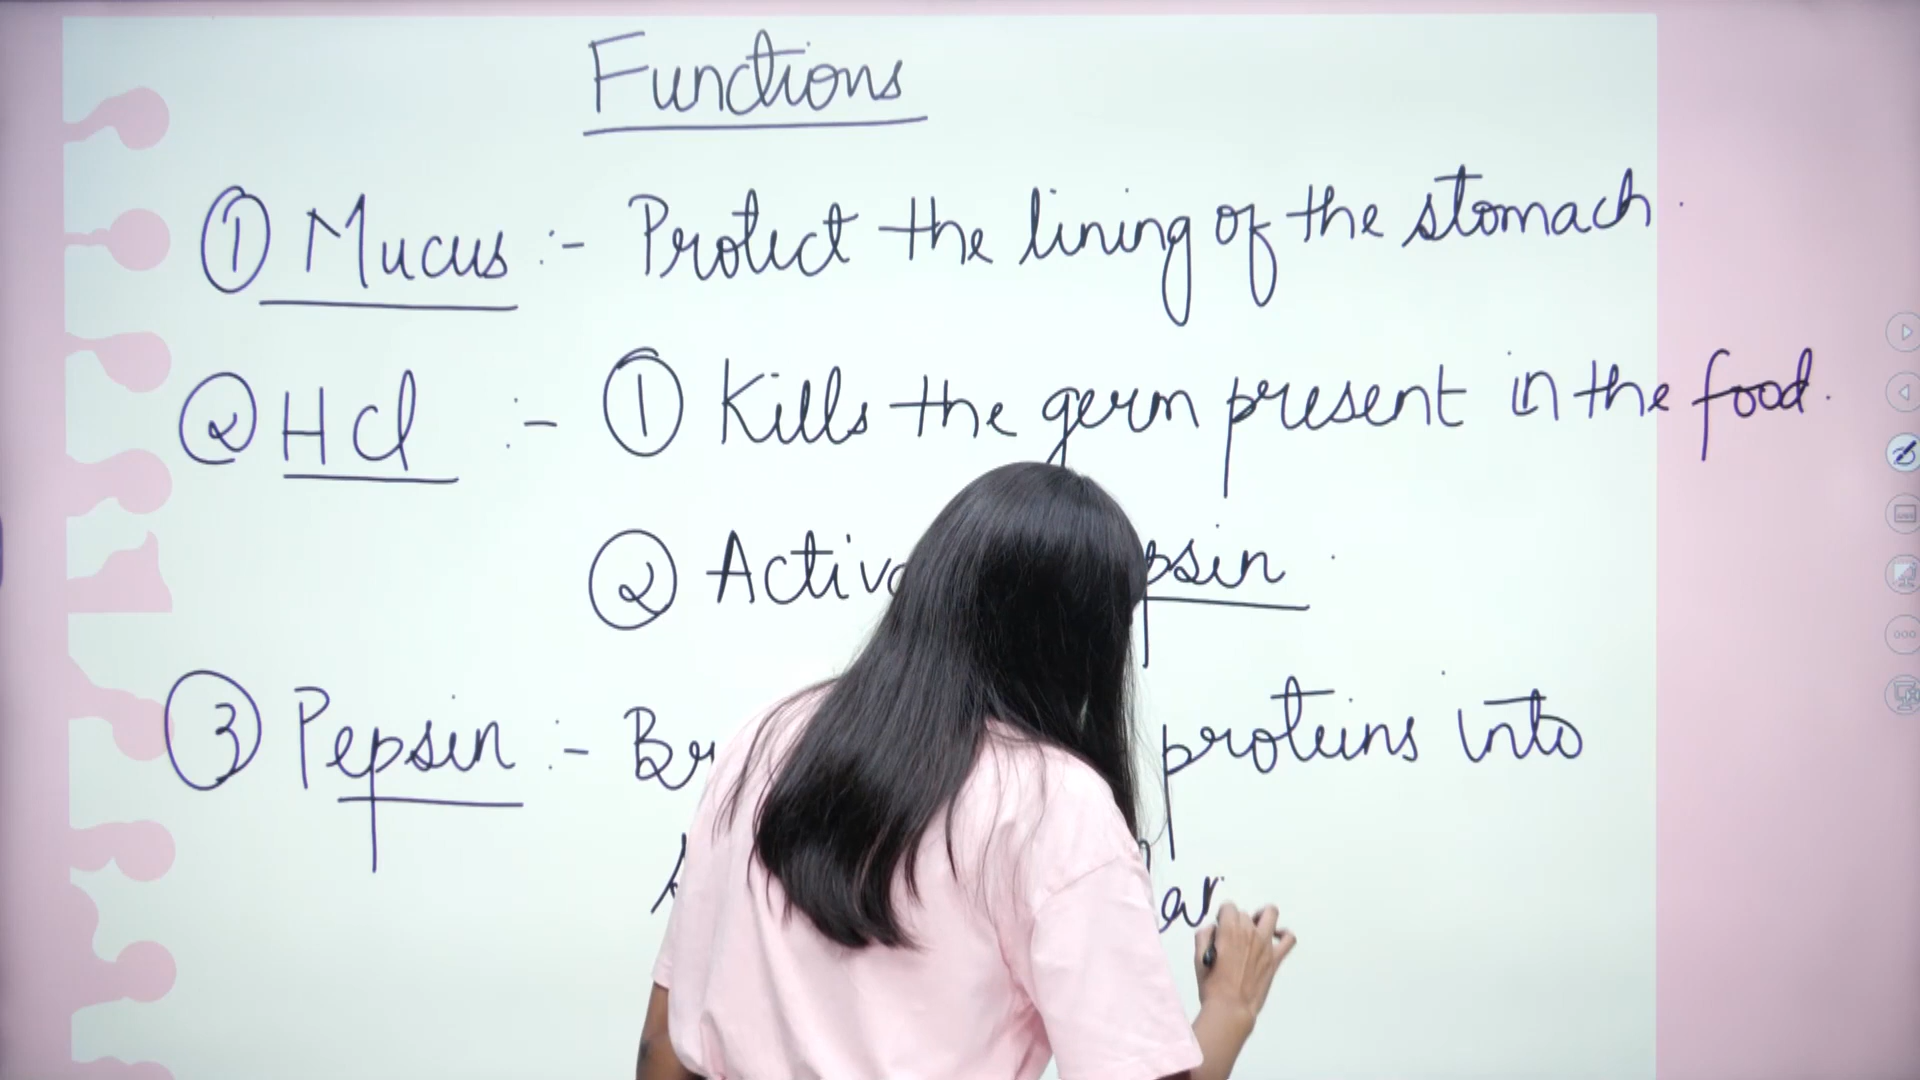 Functions
① Mucus :- Protect the lining of the stomach.
② HCl :- ① Kills the germ present in the food.
②
③ Pepsin :- proteins into